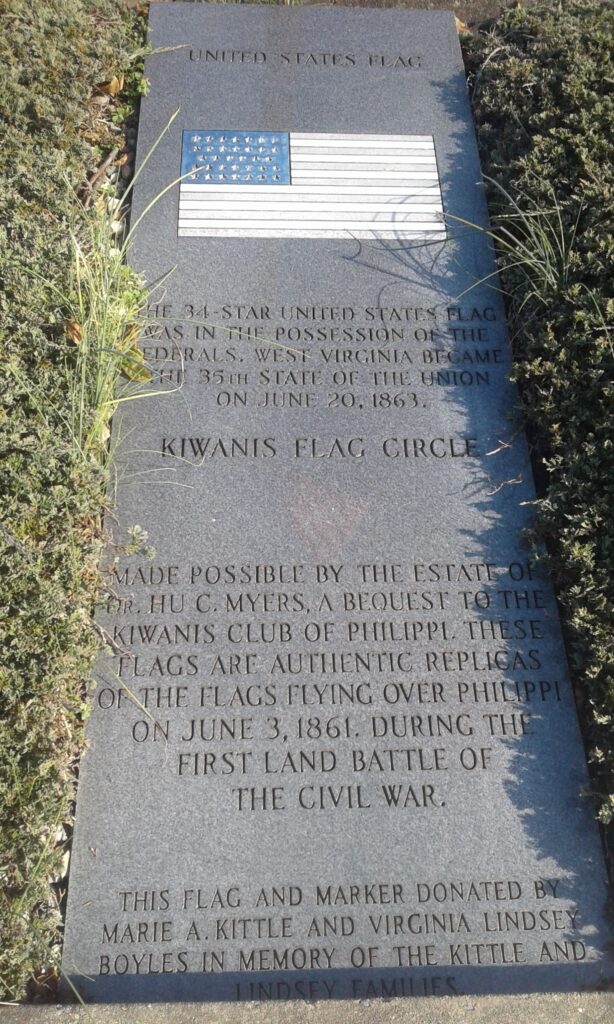 UNITED STATES FLAG
THE 34-STAR UNITED STATES FLAG
WAS IN THE POSSESSION OF THE
FEDERALS. WEST VIRGINIA BECAME
THE 35TH STATE OF THE UNION
ON JUNE 20, 1863.
KIWANIS FLAG CIRCLE
MADE POSSIBLE BY THE ESTATE OF
DR. HU C. MYERS, A BEQUEST TO THE
KIWANIS CLUB OF PHILIPPI. THESE
FLAGS ARE AUTHENTIC REPLICAS
OF THE FLAGS FLYING OVER PHILIPPI
ON JUNE 3, 1861. DURING THE
FIRST LAND BATTLE OF
THE CIVIL WAR.
THIS FLAG AND MARKER DONATED BY
MARIE A. KITTLE AND VIRGINIA LINDSEY
BOYLES IN MEMORY OF THE KITTLE AND
LINDSEY FAMILIES.